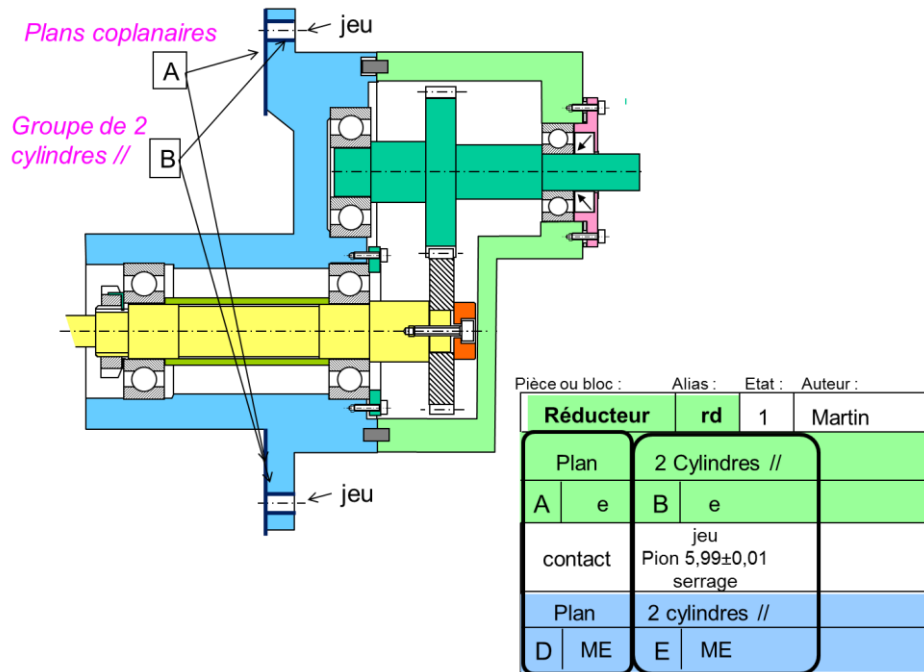 Plans coplanaires
jeu
A
Groupe de 2
cylindres //
B
jeu
Pièce ou bloc : Alias : Etat : Auteur :
Réducteur rd 1 Martin
Plan 2 Cylindres //
A e B e
contact
jeu
Pion 5,99±0,01
serrage
Plan 2 cylindres //
D ME E ME